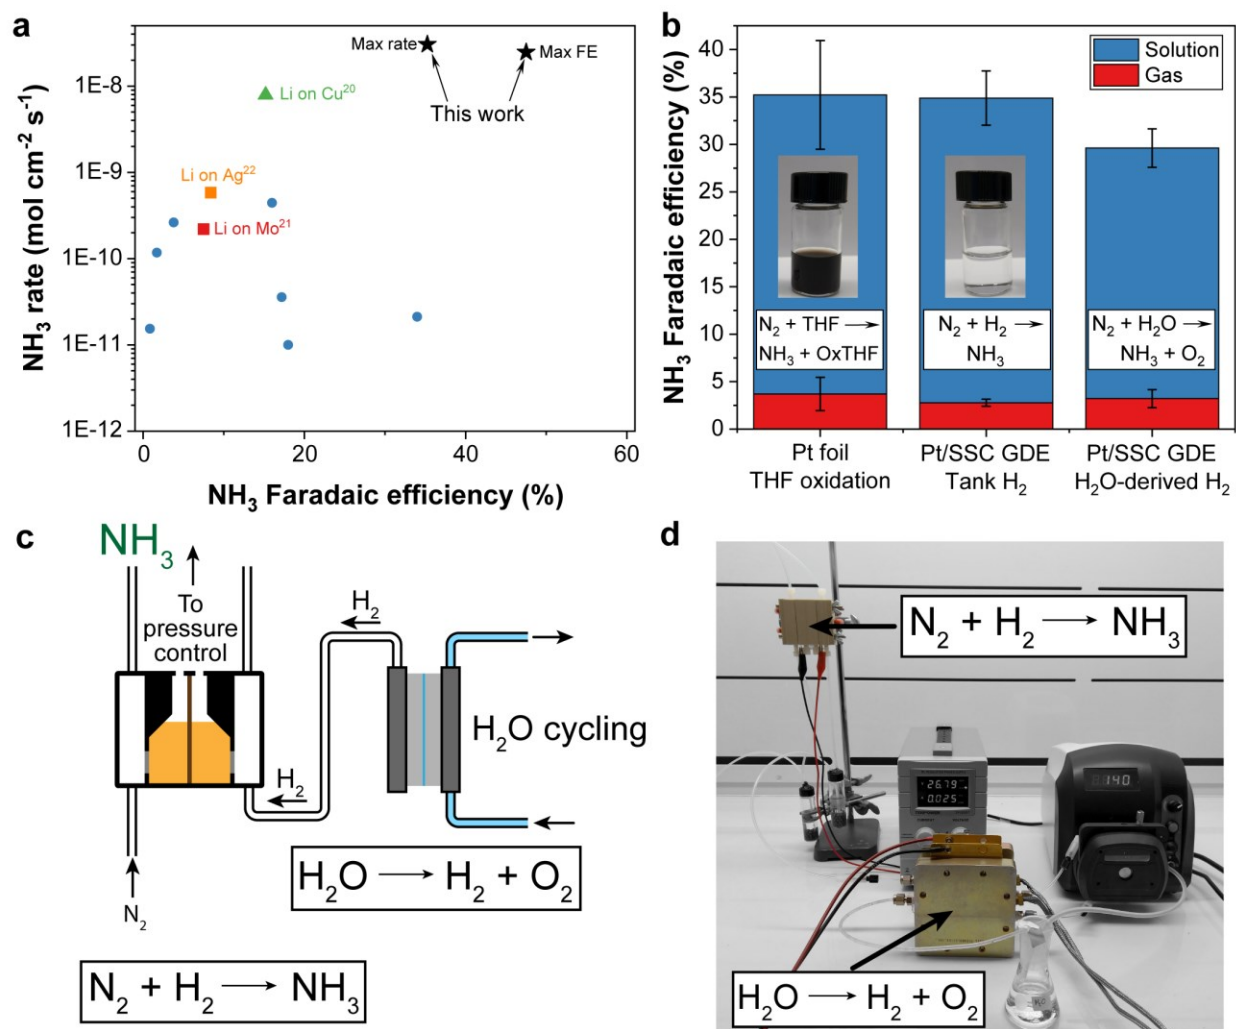 a
NH₃ rate (mol cm⁻² s⁻¹)
1E-8
1E-9
1E-10
1E-11
1E-12
Max rate
Max FE
This work
Li on Cu²⁰
Li on Ag²²
Li on Mo²¹
0
20
40
60
NH₃ Faradaic efficiency (%)
b
NH₃ Faradaic efficiency (%)
40
35
30
25
20
15
10
5
0
Solution
Gas
N₂ + THF →
NH₃ + OxTHF
N₂ + H₂ →
NH₃
N₂ + H₂O →
NH₃ + O₂
Pt foil
THF oxidation
Pt/SSC GDE
Tank H₂
Pt/SSC GDE
H₂O-derived H₂
c
NH₃
To
pressure
control
H₂
H₂
H₂O cycling
N₂
H₂O → H₂ + O₂
N₂ + H₂ → NH₃
d
N₂ + H₂ → NH₃
26.79
0.025
140
H₂O → H₂ + O₂